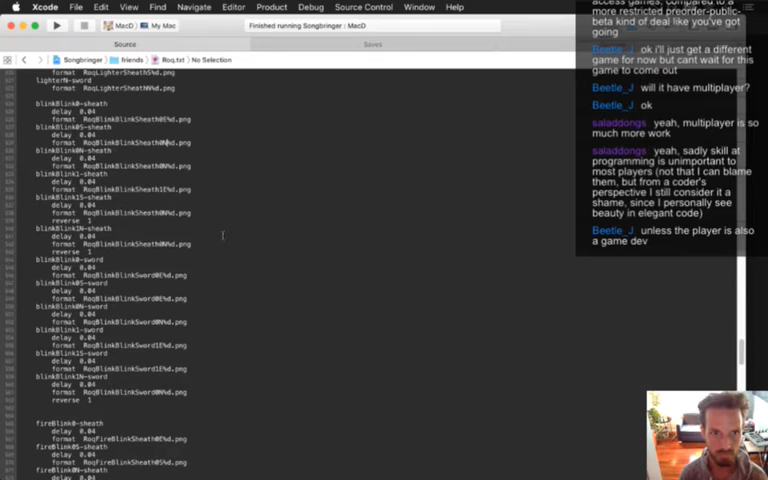 Xcode File Edit View Find Navigate Editor Product Debug Source Control Window Help
MacD My Mac Finished running Songbringer : MacD
Source Saves
Songbringer friends Roq.txt No Selection
format RoqLighterSheathS%d.png
lighterN-sword
format RoqLighterSheathN%d.png
blinkBlink0-sheath
delay 0.04
format RoqBlinkBlinkSheath0E%d.png
blinkBlink0S-sheath
delay 0.04
format RoqBlinkBlinkSheath0N%d.png
blinkBlink0N-sheath
delay 0.04
format RoqBlinkBlinkSheath0N%d.png
blinkBlink1-sheath
delay 0.04
format RoqBlinkBlinkSheath1E%d.png
blinkBlink1S-sheath
delay 0.04
format RoqBlinkBlinkSheath0N%d.png
reverse 1
blinkBlink1N-sheath
delay 0.04
format RoqBlinkBlinkSheath0N%d.png
reverse 1
blinkBlink0-sword
delay 0.04
format RoqBlinkBlinkSword0E%d.png
blinkBlink0S-sword
delay 0.04
format RoqBlinkBlinkSword0E%d.png
blinkBlink0N-sword
delay 0.04
format RoqBlinkBlinkSword0N%d.png
blinkBlink1-sword
delay 0.04
format RoqBlinkBlinkSword1E%d.png
blinkBlink1S-sword
delay 0.04
format RoqBlinkBlinkSword1E%d.png
blinkBlink1N-sword
delay 0.04
format RoqBlinkBlinkSword0N%d.png
reverse 1
fireBlink0-sheath
delay 0.04
format RoqFireBlinkSheath0E%d.png
fireBlink0S-sheath
delay 0.04
format RoqFireBlinkSheath0S%d.png
fireBlink0N-sheath
access games, compared to a
more restricted preorder-public-
beta kind of deal like you've got
going
Beetle_J ok i'll just get a different
game for now but cant wait for this
game to come out
Beetle_J will it have multiplayer?
Beetle_J ok
saladdongs yeah, multiplayer is so
much more work
saladdongs yeah, sadly skill at
programming is unimportant to
most players (not that I can blame
them, but from a coder's
perspective I still consider it a
shame, since I personally see
beauty in elegant code)
Beetle_J unless the player is also
a game dev